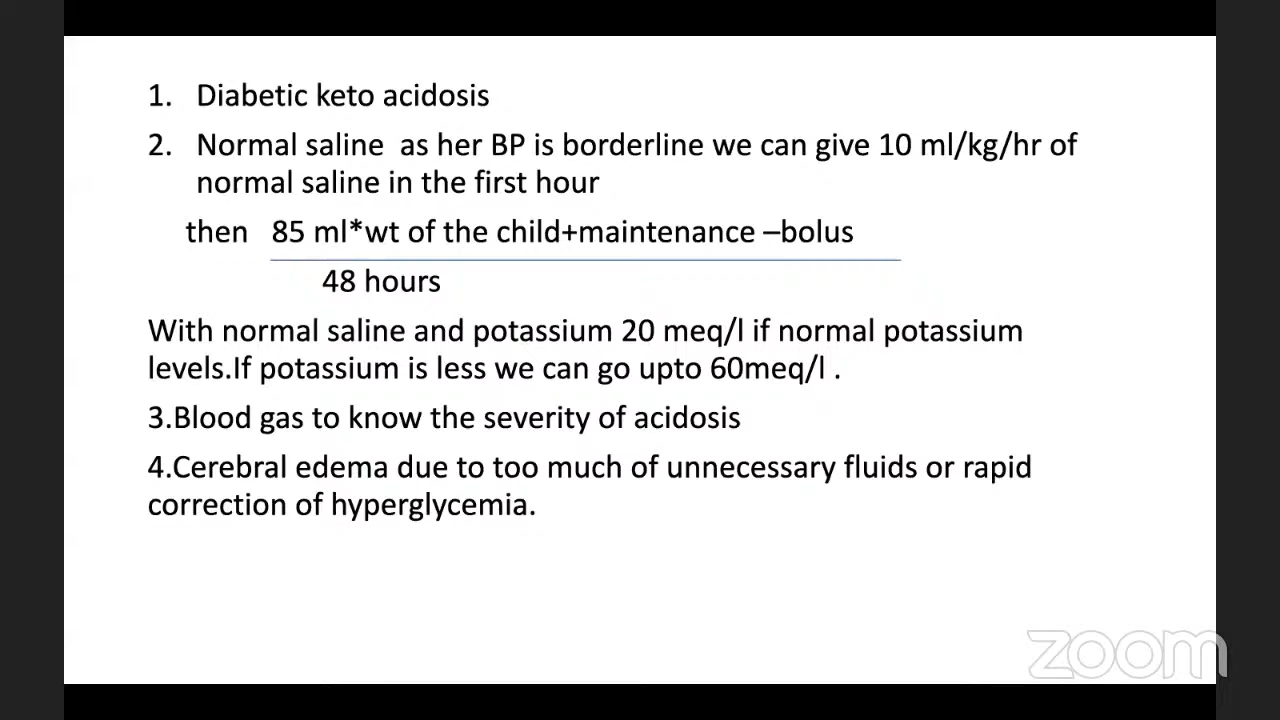 1. Diabetic keto acidosis
2. Normal saline as her BP is borderline we can give 10 ml/kg/hr of
normal saline in the first hour
then 85 ml*wt of the child+maintenance –bolus
48 hours
With normal saline and potassium 20 meq/l if normal potassium
levels.If potassium is less we can go upto 60meq/l .
3.Blood gas to know the severity of acidosis
4.Cerebral edema due to too much of unnecessary fluids or rapid
correction of hyperglycemia.
zoom